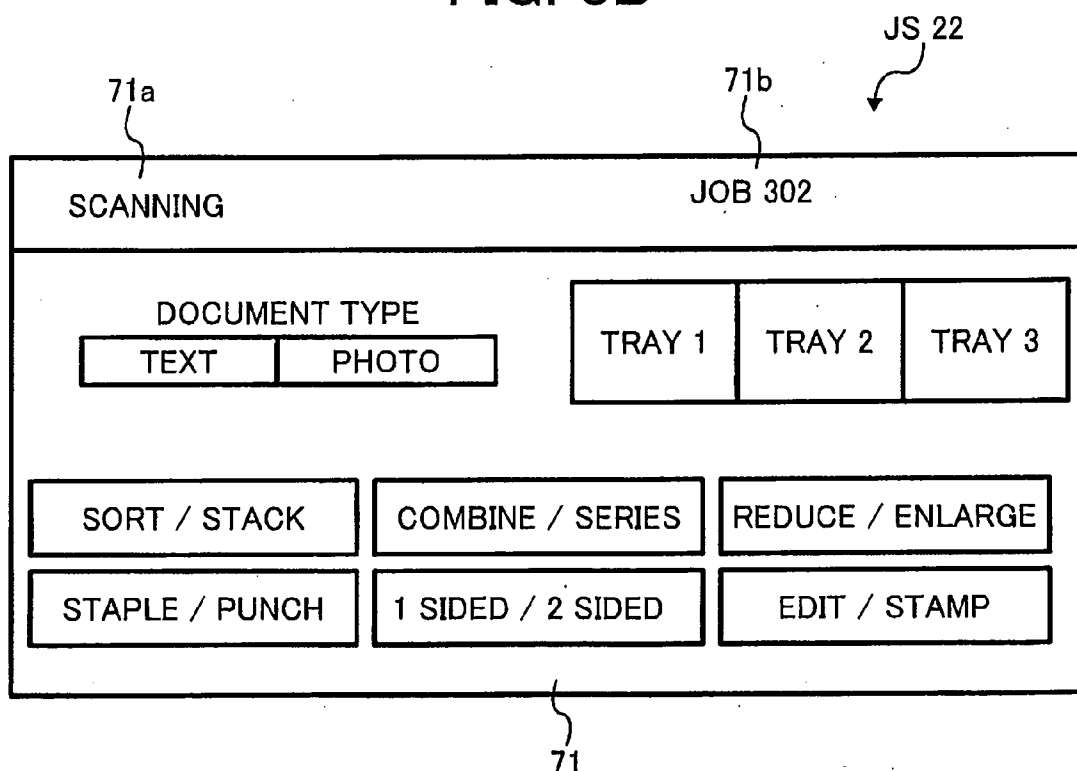 JS 22
71a
71b
SCANNING
JOB 302
DOCUMENT TYPE
TEXT
PHOTO
TRAY 1
TRAY 2
TRAY 3
SORT / STACK
COMBINE / SERIES
REDUCE / ENLARGE
STAPLE / PUNCH
1 SIDED / 2 SIDED
EDIT / STAMP
71